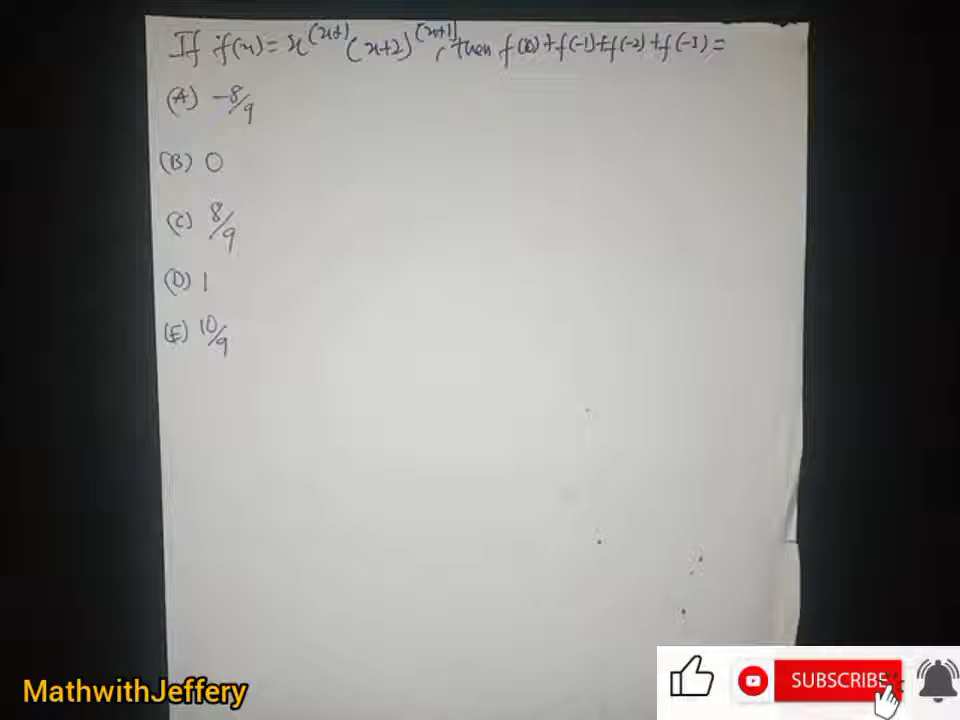 If f(x) = x^(x+1) (x+2)^(x+1), then f(0)+f(-1)+f(-2)+f(-3)=
(A) -8/9
(B) 0
(C) 8/9
(D) 1
(E) 10/9
MathwithJeffery
SUBSCRIBE